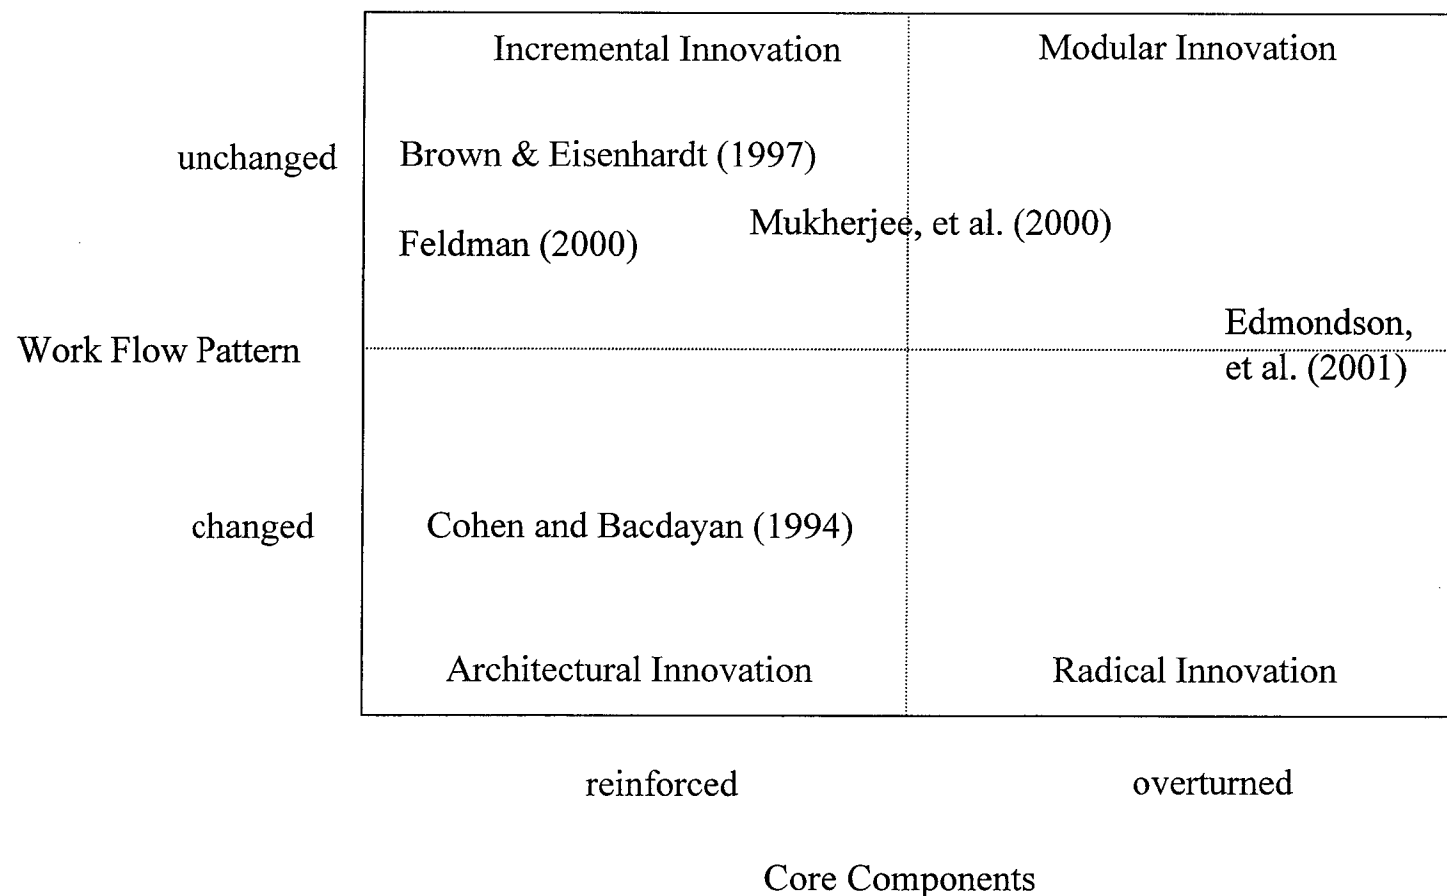 Incremental Innovation
Modular Innovation
unchanged
Brown & Eisenhardt (1997)
Mukherjee, et al. (2000)
Feldman (2000)
Edmondson,
et al. (2001)
Work Flow Pattern
changed
Cohen and Bacdayan (1994)
Architectural Innovation
Radical Innovation
reinforced
overturned
Core Components